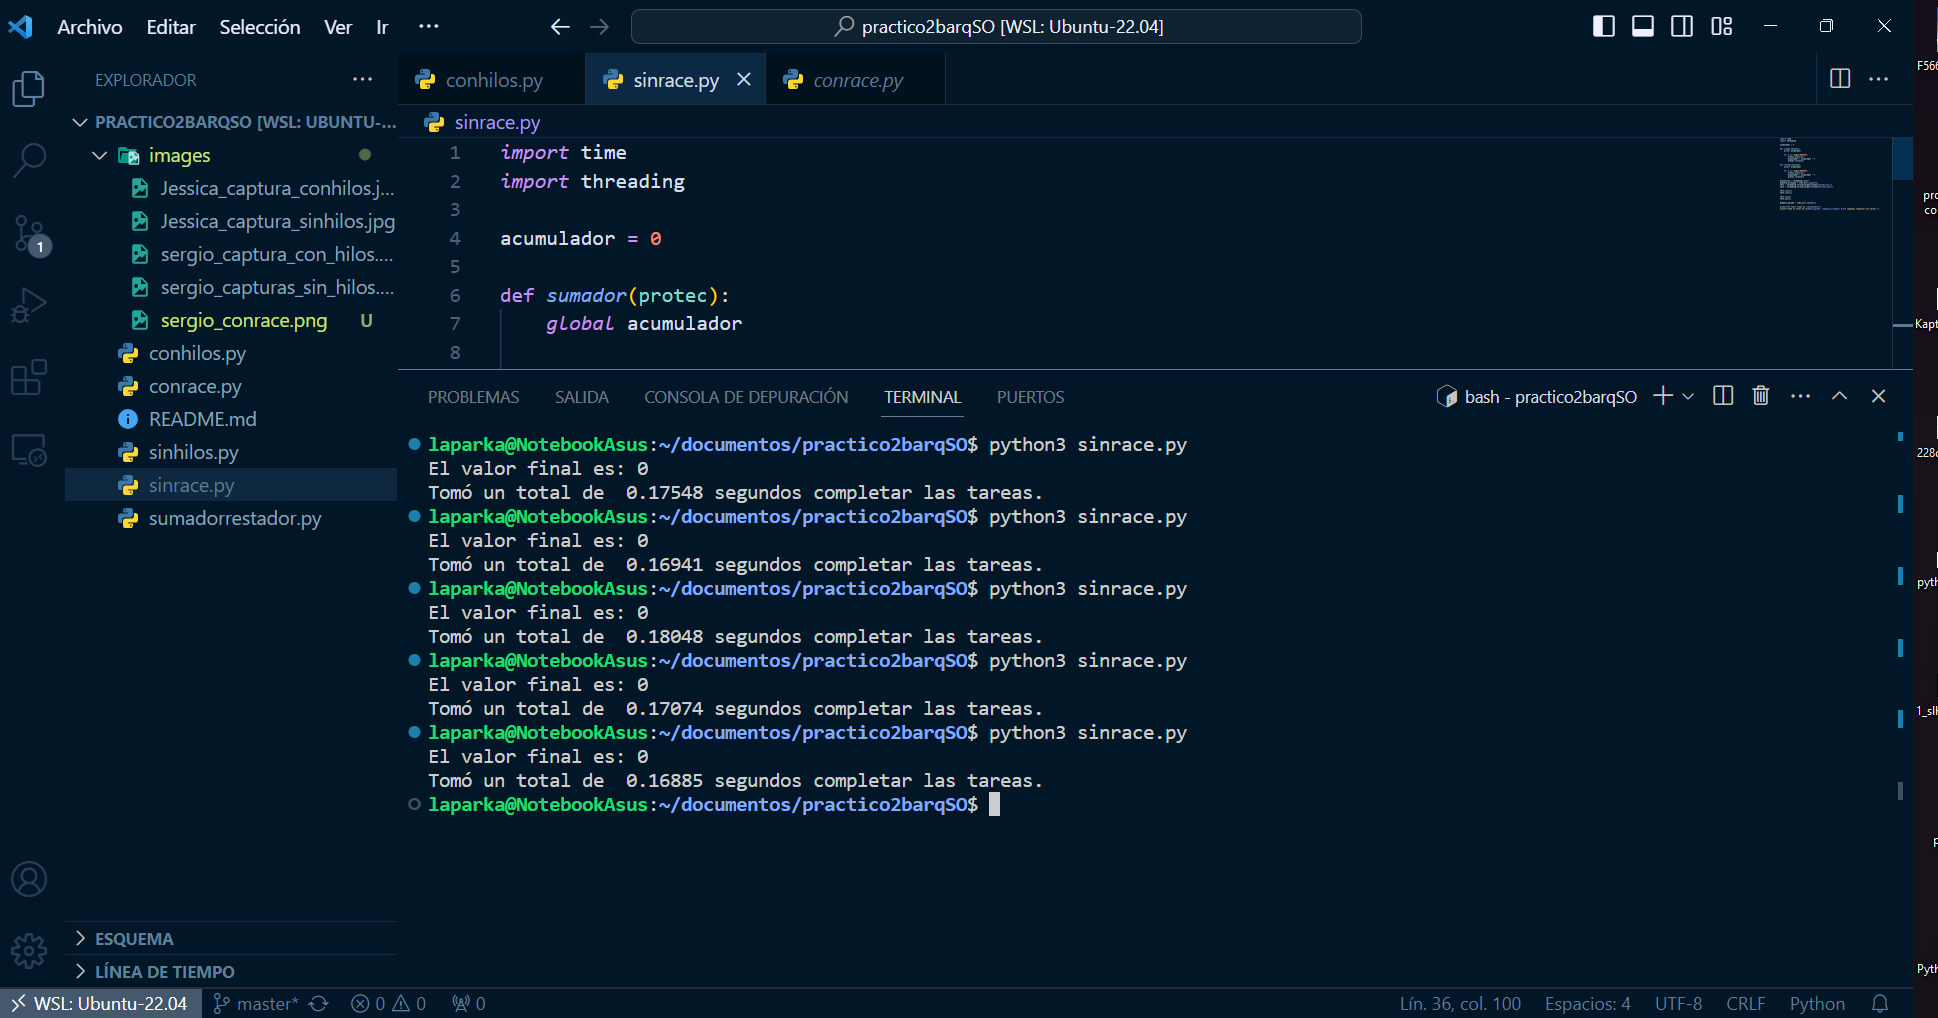 Archivo Editar Selección Ver Ir ··· practico2barqSO [WSL: Ubuntu-22.04]
EXPLORADOR
PRACTICO2BARQSO [WSL: UBUNTU-...
images
Jessica_captura_conhilos.j...
Jessica_captura_sinhilos.jpg
sergio_captura_con_hilos....
sergio_capturas_sin_hilos....
sergio_conrace.png U
conhilos.py
conrace.py
README.md
sinhilos.py
sinrace.py
sumadorrestador.py
ESQUEMA
LÍNEA DE TIEMPO
1
conhilos.py sinrace.py conrace.py
sinrace.py
1 import time
2 import threading
3
4 acumulador = 0
5
6 def sumador(protec):
7 global acumulador
8
PROBLEMAS SALIDA CONSOLA DE DEPURACIÓN TERMINAL PUERTOS bash - practico2barqSO
laparka@NotebookAsus:~/documentos/practico2barqSO$ python3 sinrace.py
El valor final es: 0
Tomó un total de  0.17548 segundos completar las tareas.
laparka@NotebookAsus:~/documentos/practico2barqSO$ python3 sinrace.py
El valor final es: 0
Tomó un total de  0.16941 segundos completar las tareas.
laparka@NotebookAsus:~/documentos/practico2barqSO$ python3 sinrace.py
El valor final es: 0
Tomó un total de  0.18048 segundos completar las tareas.
laparka@NotebookAsus:~/documentos/practico2barqSO$ python3 sinrace.py
El valor final es: 0
Tomó un total de  0.17074 segundos completar las tareas.
laparka@NotebookAsus:~/documentos/practico2barqSO$ python3 sinrace.py
El valor final es: 0
Tomó un total de  0.16885 segundos completar las tareas.
laparka@NotebookAsus:~/documentos/practico2barqSO$
WSL: Ubuntu-22.04 master* 0 0 0 Lín. 36, col. 100 Espacios: 4 UTF-8 CRLF Python